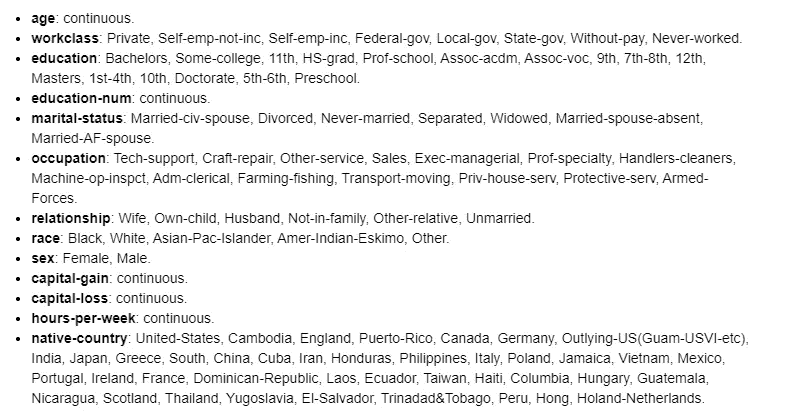 age: continuous.
workclass: Private, Self-emp-not-inc, Self-emp-inc, Federal-gov, Local-gov, State-gov, Without-pay, Never-worked.
education: Bachelors, Some-college, 11th, HS-grad, Prof-school, Assoc-acdm, Assoc-voc, 9th, 7th-8th, 12th,
Masters, 1st-4th, 10th, Doctorate, 5th-6th, Preschool.
education-num: continuous.
marital-status: Married-civ-spouse, Divorced, Never-married, Separated, Widowed, Married-spouse-absent,
Married-AF-spouse.
occupation: Tech-support, Craft-repair, Other-service, Sales, Exec-managerial, Prof-specialty, Handlers-cleaners,
Machine-op-inspct, Adm-clerical, Farming-fishing, Transport-moving, Priv-house-serv, Protective-serv, Armed-
Forces.
relationship: Wife, Own-child, Husband, Not-in-family, Other-relative, Unmarried.
race: Black, White, Asian-Pac-Islander, Amer-Indian-Eskimo, Other.
sex: Female, Male.
capital-gain: continuous.
capital-loss: continuous.
hours-per-week: continuous.
native-country: United-States, Cambodia, England, Puerto-Rico, Canada, Germany, Outlying-US(Guam-USVI-etc),
India, Japan, Greece, South, China, Cuba, Iran, Honduras, Philippines, Italy, Poland, Jamaica, Vietnam, Mexico,
Portugal, Ireland, France, Dominican-Republic, Laos, Ecuador, Taiwan, Haiti, Columbia, Hungary, Guatemala,
Nicaragua, Scotland, Thailand, Yugoslavia, El-Salvador, Trinadad&Tobago, Peru, Hong, Holand-Netherlands.